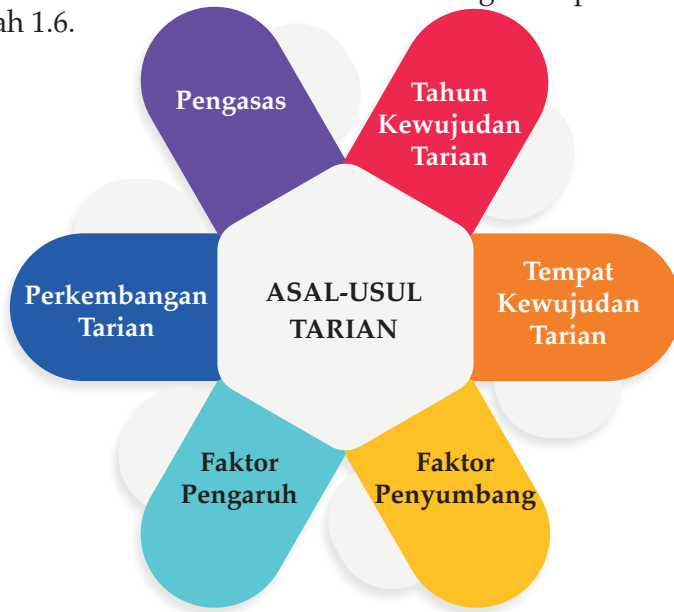 ah 1.6.
Pengasas
Tahun
Kewujudan
Tarian
Perkembangan
Tarian
ASAL-USUL
TARIAN
Tempat
Kewujudan
Tarian
Faktor
Pengaruh
Faktor
Penyumbang